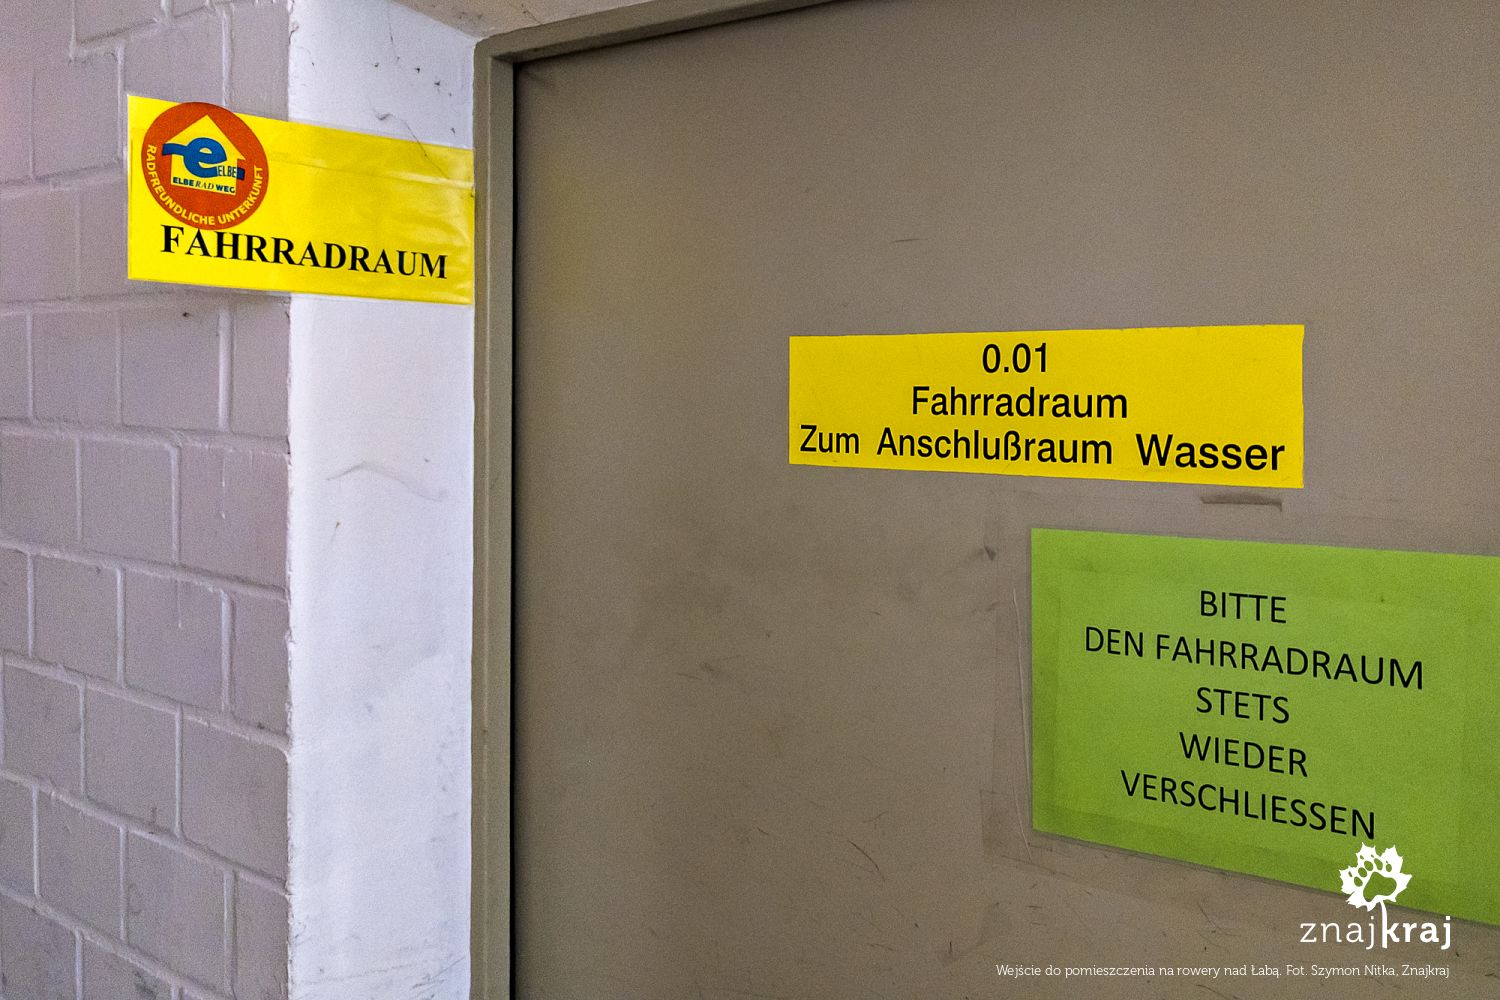 e
ELBE
ELBERADWEG
RADFREUNDLICHE UNTERKUNFT
FAHRRADRAUM
0.01
Fahrradraum
Zum Anschlußraum Wasser
BITTE
DEN FAHRRADRAUM
STETS
WIEDER
VERSCHLIESSEN
znajkraj
Wejście do pomieszczenia na rowery nad Łabą. Fot. Szymon Nitka, Znajkraj